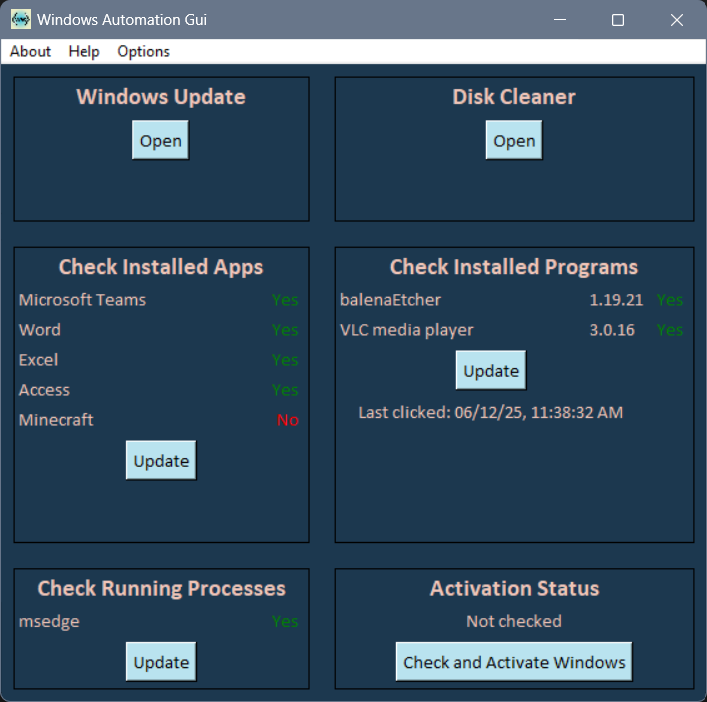 Windows Automation Gui
About Help Options
Windows Update
Open
Disk Cleaner
Open
Check Installed Apps
Microsoft Teams Yes
Word Yes
Excel Yes
Access Yes
Minecraft No
Update
Check Installed Programs
balenaEtcher 1.19.21 Yes
VLC media player 3.0.16 Yes
Update
Last clicked: 06/12/25, 11:38:32 AM
Check Running Processes
msedge Yes
Update
Activation Status
Not checked
Check and Activate Windows